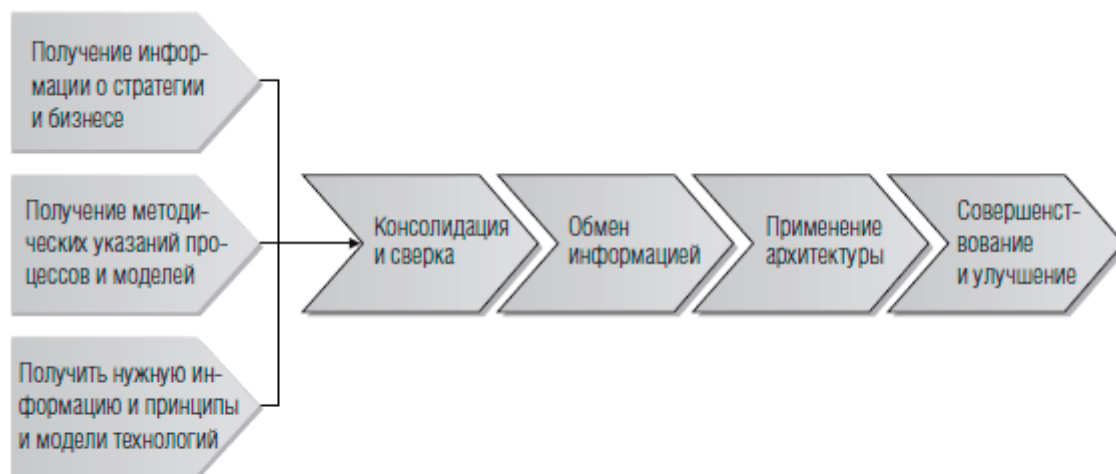 Получение инфор-
мации о стратегии
и бизнесе
Получение методи-
ческих указаний про-
цессов и моделей
Получить нужную ин-
формацию и принципы
и модели технологий
Консолидация
и сверка
Обмен
информацией
Применение
архитектуры
Совершенст-
вование
и улучшение